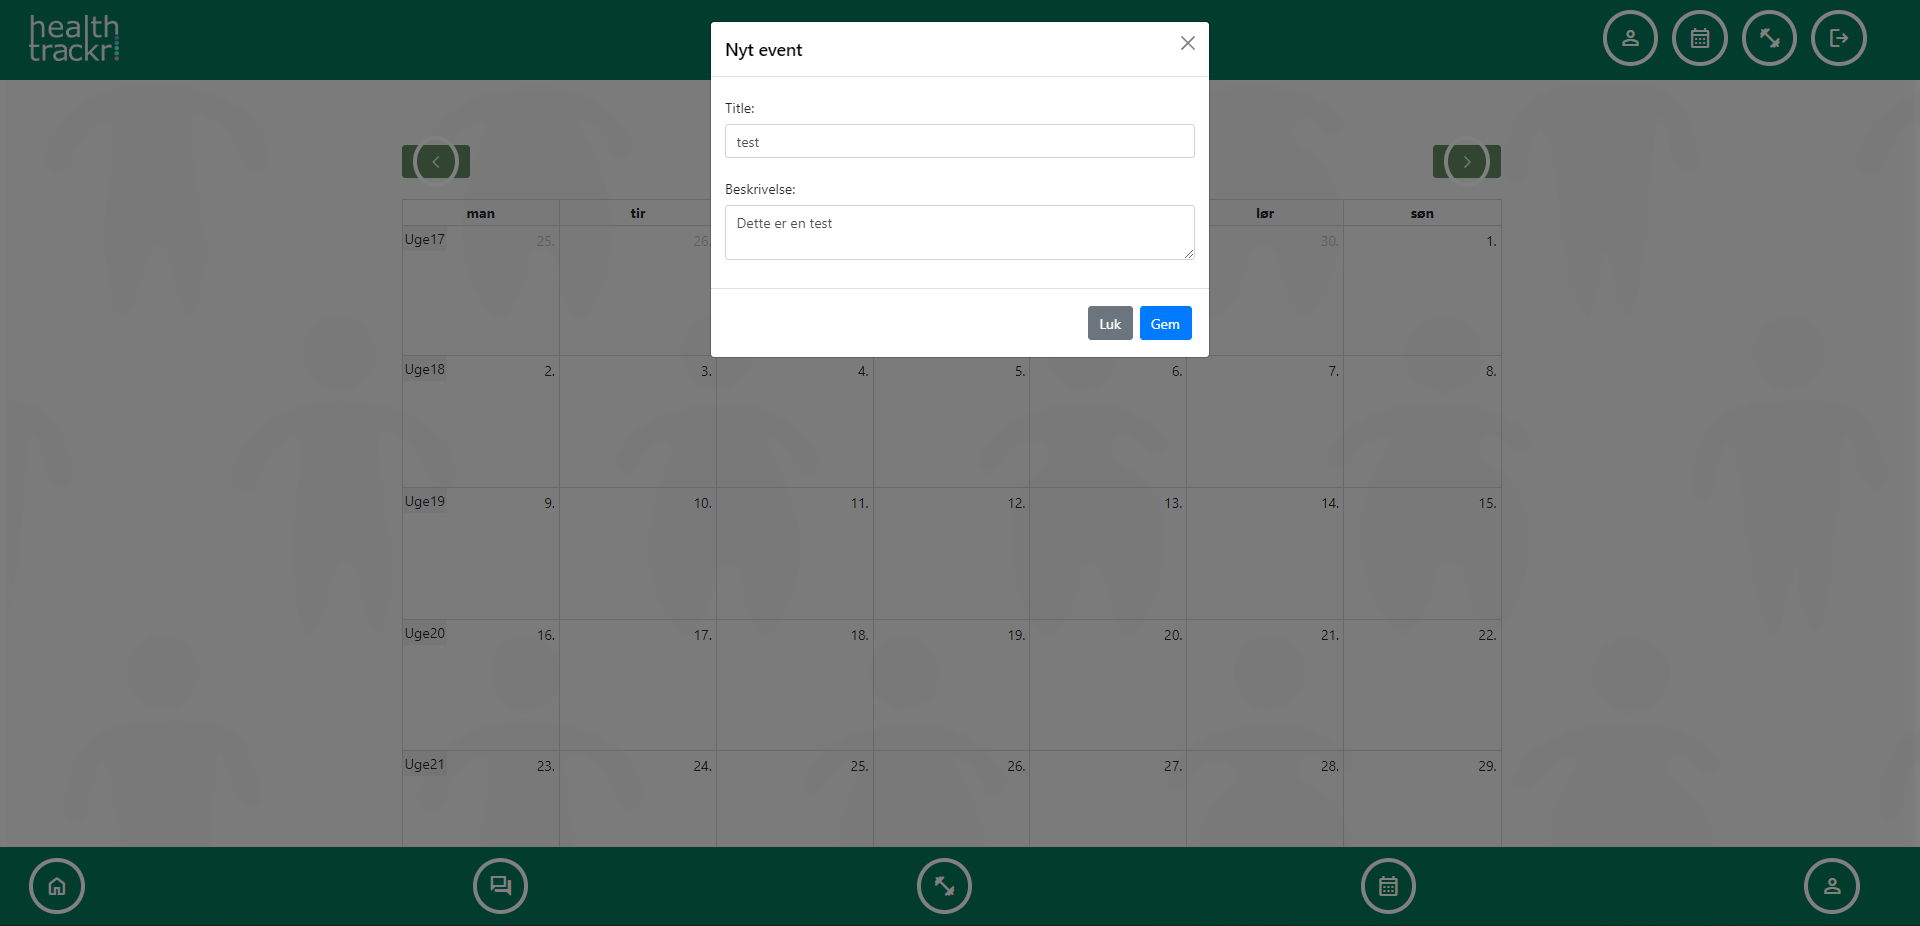 health
trackr
Nyt event
Title:
test
Beskrivelse:
Dette er en test
Luk Gem
man tir lør søn
Uge17 25. 26. 30. 1.
Uge18 2. 3. 4. 5. 6. 7. 8.
Uge19 9. 10. 11. 12. 13. 14. 15.
Uge20 16. 17. 18. 19. 20. 21. 22.
Uge21 23. 24. 25. 26. 27. 28. 29.